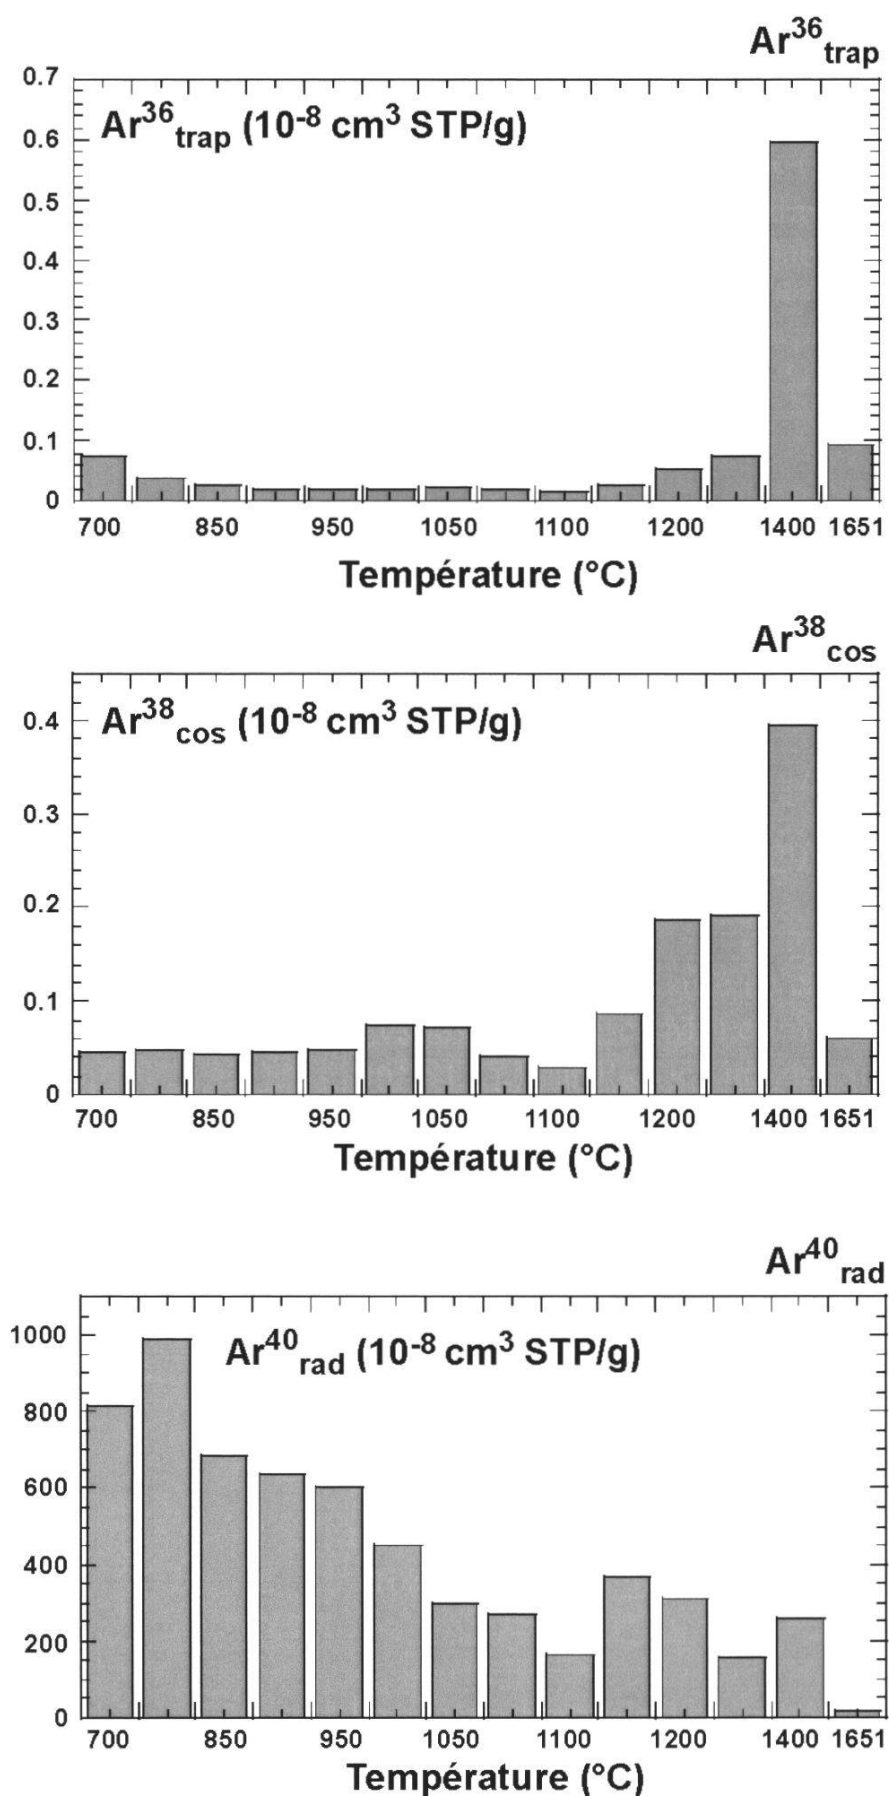 Ar³⁶trap
0.7
Ar³⁶trap (10⁻⁸ cm³ STP/g)
0.6
0.5
0.4
0.3
0.2
0.1
0
700 850 950 1050 1100 1200 1400 1651
Température (°C)
Ar³⁸cos
Ar³⁸cos (10⁻⁸ cm³ STP/g)
0.4
0.3
0.2
0.1
0
700 850 950 1050 1100 1200 1400 1651
Température (°C)
Ar⁴⁰rad
1000
Ar⁴⁰rad (10⁻⁸ cm³ STP/g)
800
600
400
200
0
700 850 950 1050 1100 1200 1400 1651
Température (°C)